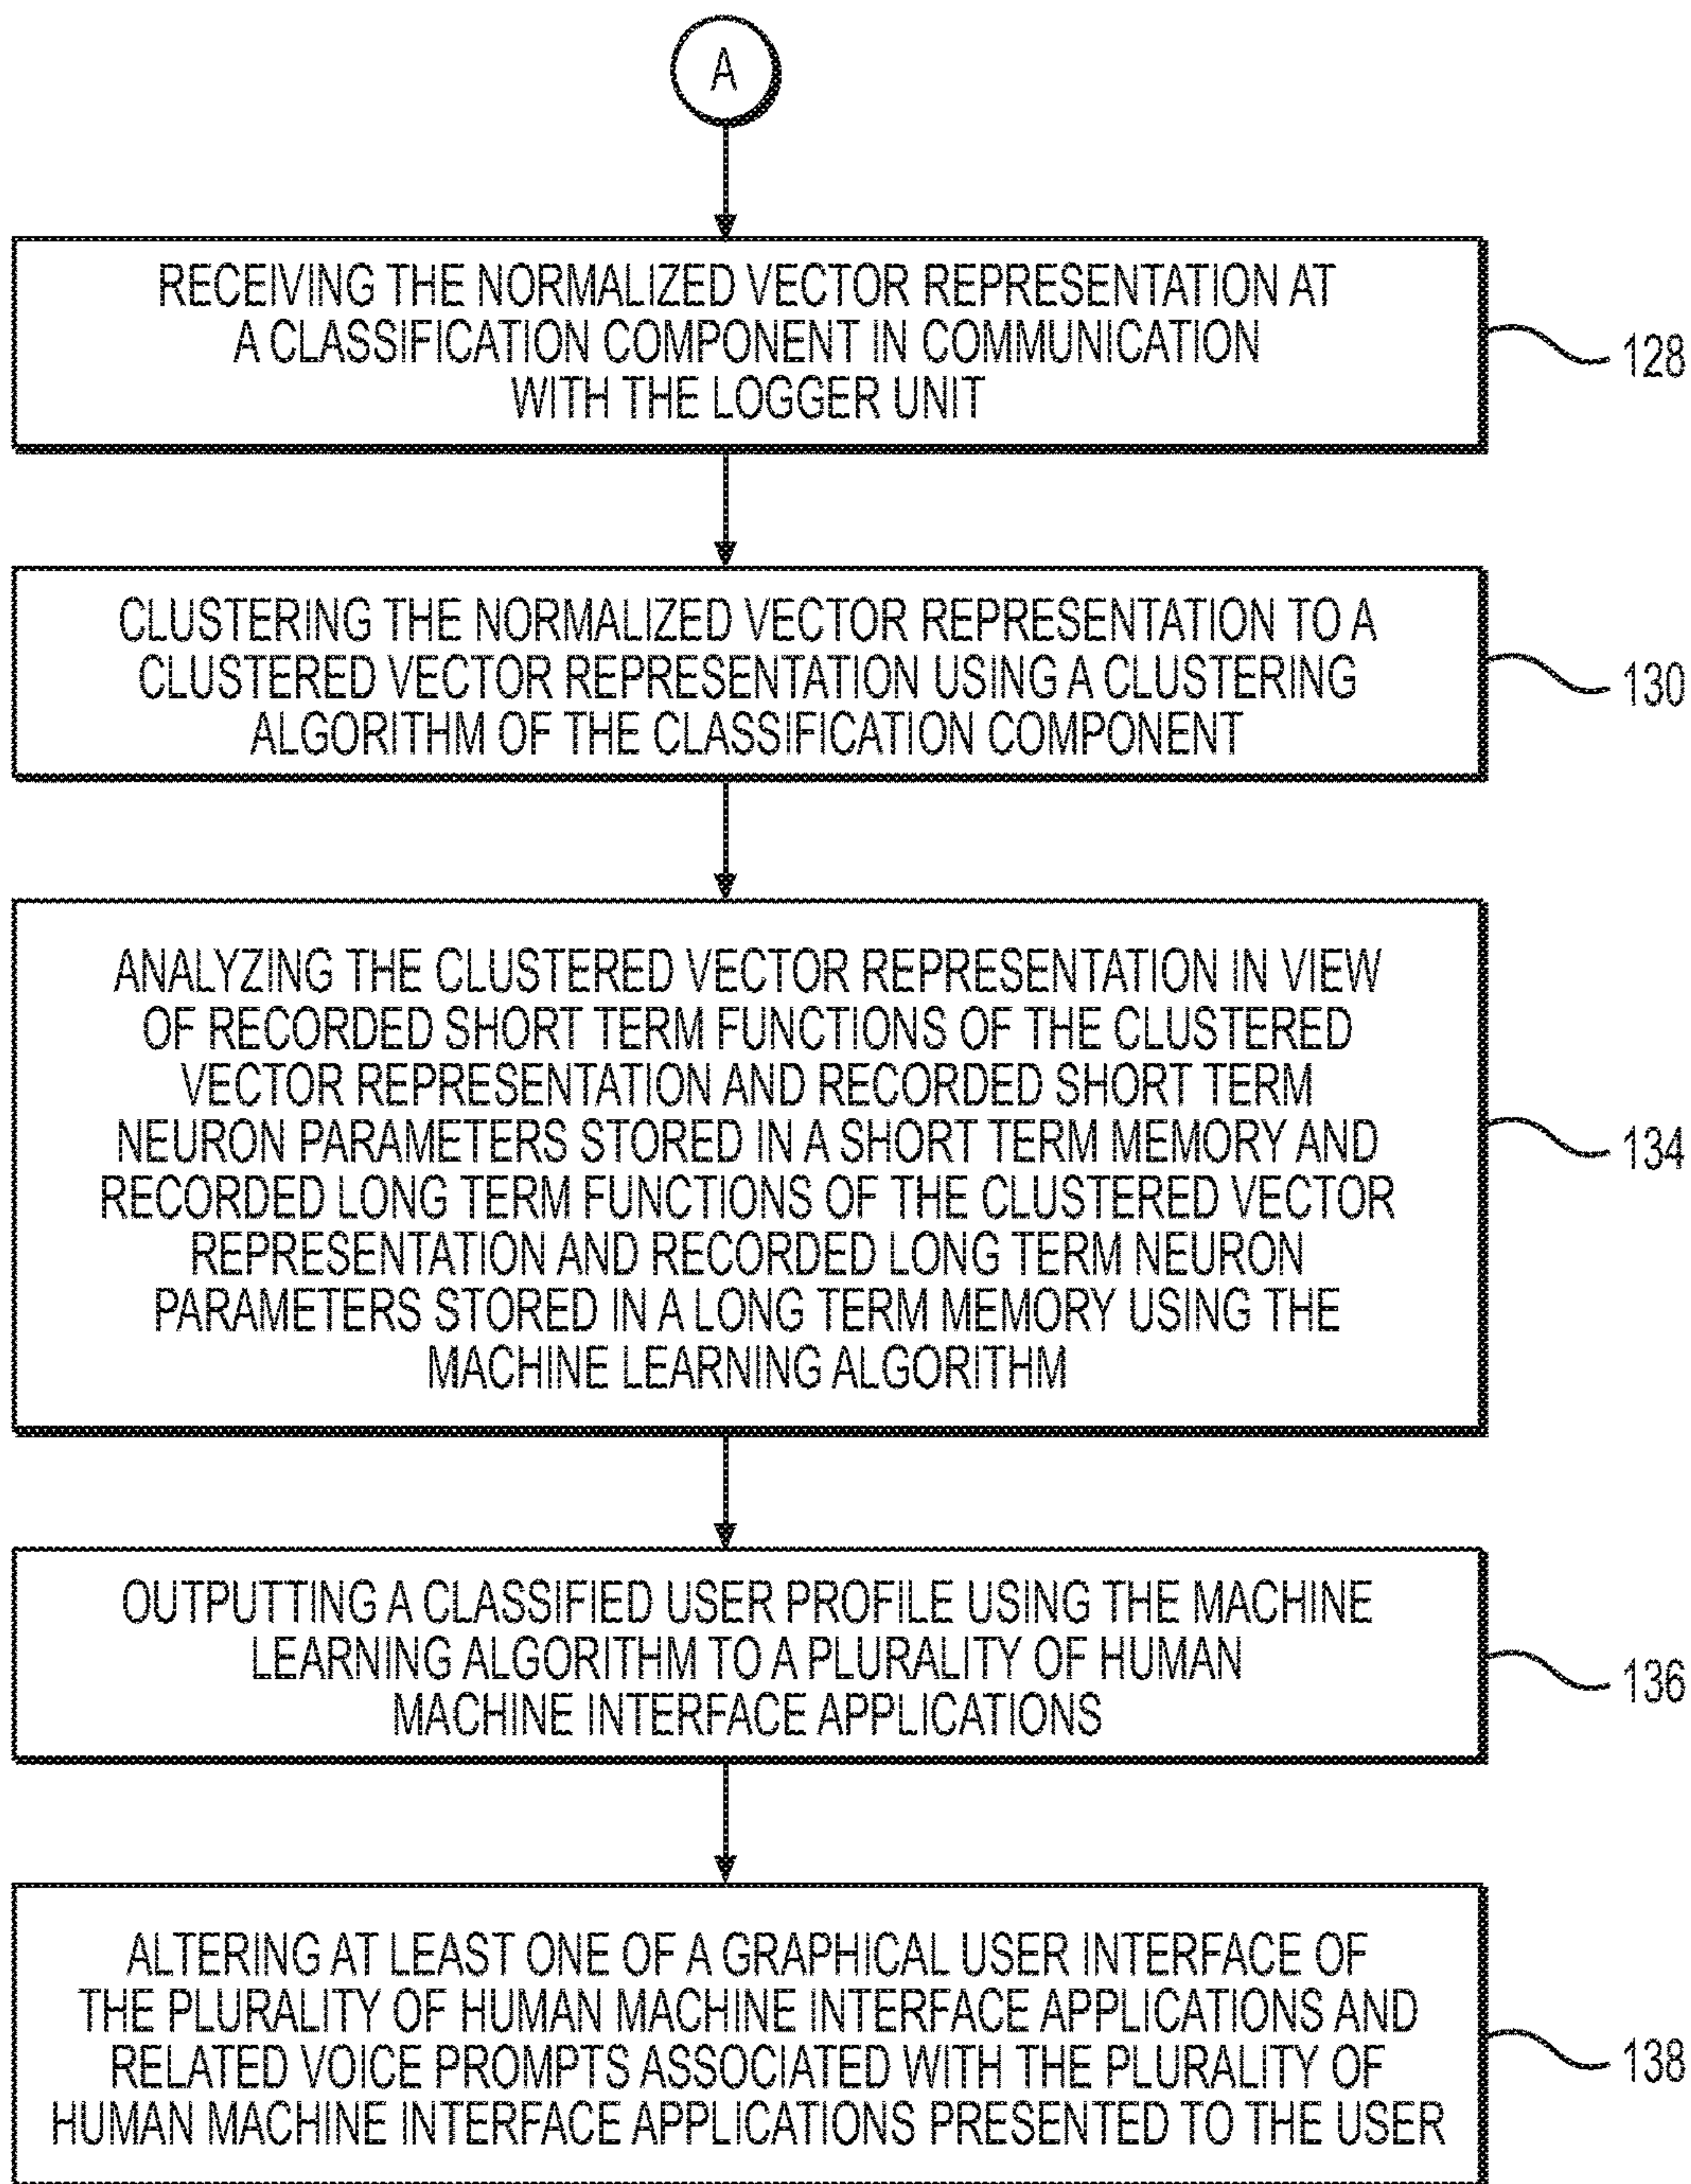 A
RECEIVING THE NORMALIZED VECTOR REPRESENTATION AT
A CLASSIFICATION COMPONENT IN COMMUNICATION
WITH THE LOGGER UNIT
128
CLUSTERING THE NORMALIZED VECTOR REPRESENTATION TO A
CLUSTERED VECTOR REPRESENTATION USING A CLUSTERING
ALGORITHM OF THE CLASSIFICATION COMPONENT
130
ANALYZING THE CLUSTERED VECTOR REPRESENTATION IN VIEW
OF RECORDED SHORT TERM FUNCTIONS OF THE CLUSTERED
VECTOR REPRESENTATION AND RECORDED SHORT TERM
NEURON PARAMETERS STORED IN A SHORT TERM MEMORY AND
RECORDED LONG TERM FUNCTIONS OF THE CLUSTERED VECTOR
REPRESENTATION AND RECORDED LONG TERM NEURON
PARAMETERS STORED IN A LONG TERM MEMORY USING THE
MACHINE LEARNING ALGORITHM
134
OUTPUTTING A CLASSIFIED USER PROFILE USING THE MACHINE
LEARNING ALGORITHM TO A PLURALITY OF HUMAN
MACHINE INTERFACE APPLICATIONS
136
ALTERING AT LEAST ONE OF A GRAPHICAL USER INTERFACE OF
THE PLURALITY OF HUMAN MACHINE INTERFACE APPLICATIONS AND
RELATED VOICE PROMPTS ASSOCIATED WITH THE PLURALITY OF
HUMAN MACHINE INTERFACE APPLICATIONS PRESENTED TO THE USER
138